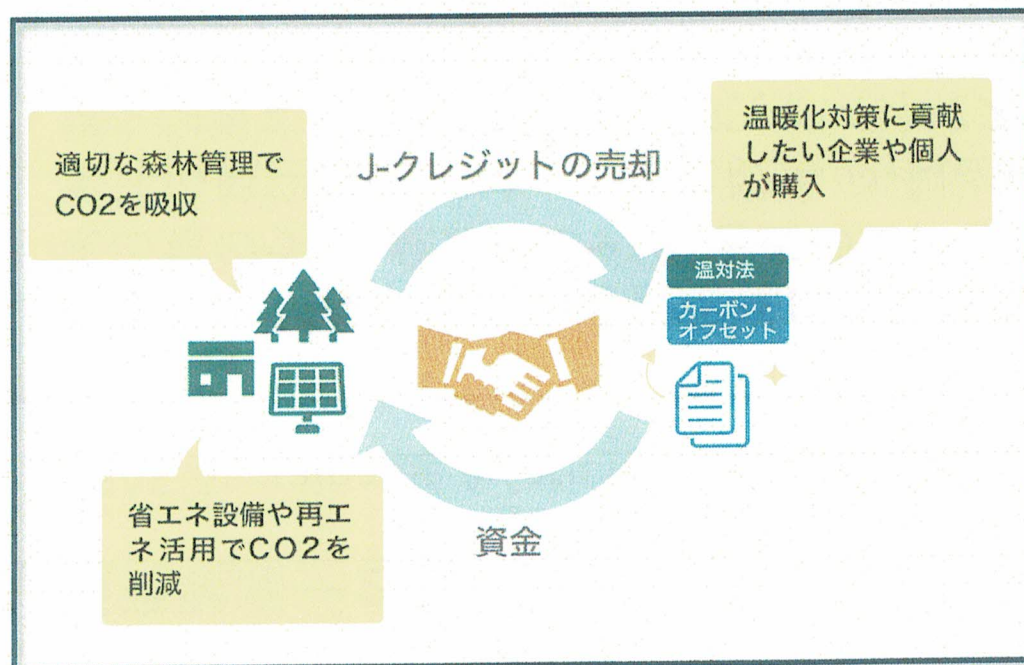 適切な森林管理で
CO2を吸収
J-クレジットの売却
温暖化対策に貢献
したい企業や個人
が購入
温対法
カーボン・
オフセット
省エネ設備や再エ
ネ活用でCO2を
削減
資金